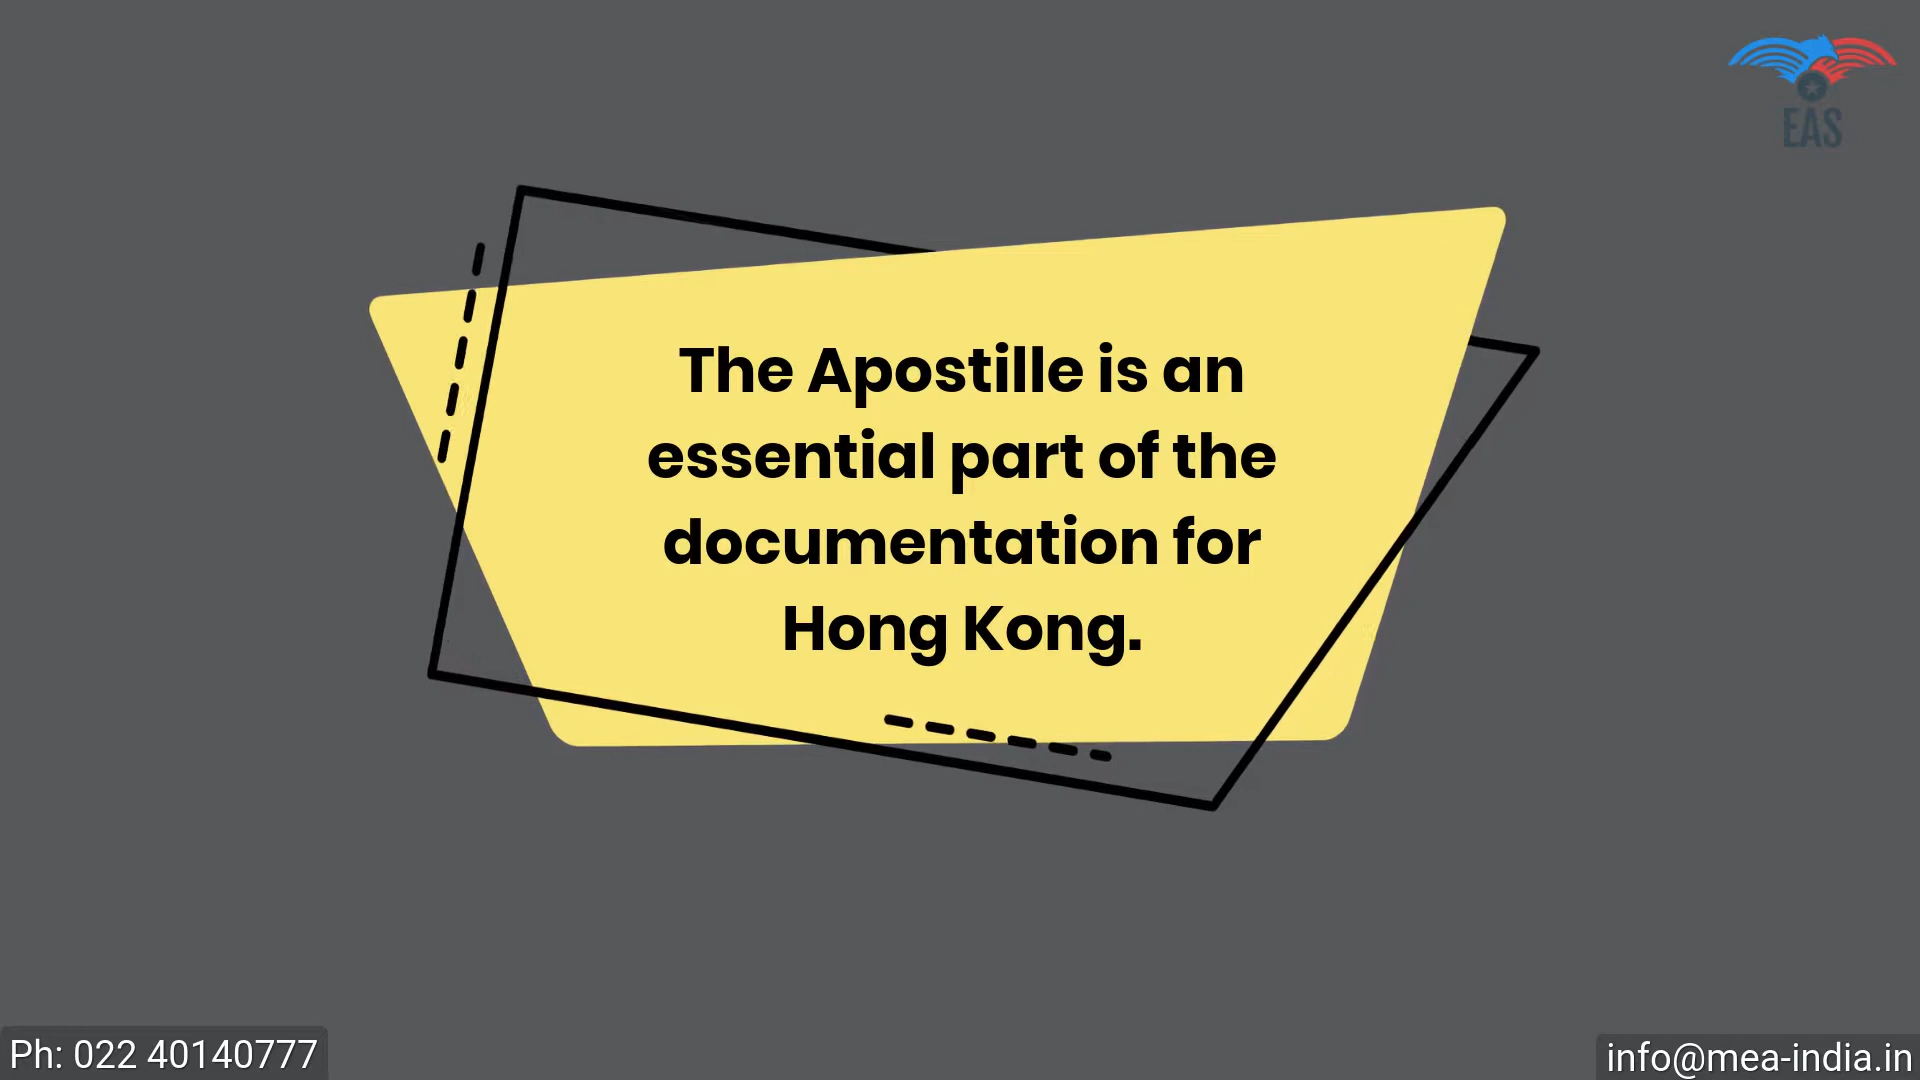 EAS
The Apostille is an
essential part of the
documentation for
Hong Kong.
Ph: 022 40140777
info@mea-india.in